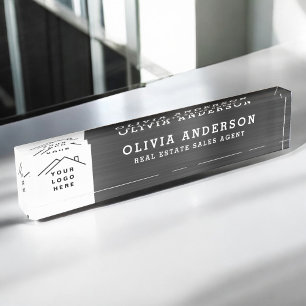 OLIVIA ANDERSON
REAL ESTATE SALES AGENT
YOUR
LOGO
HERE